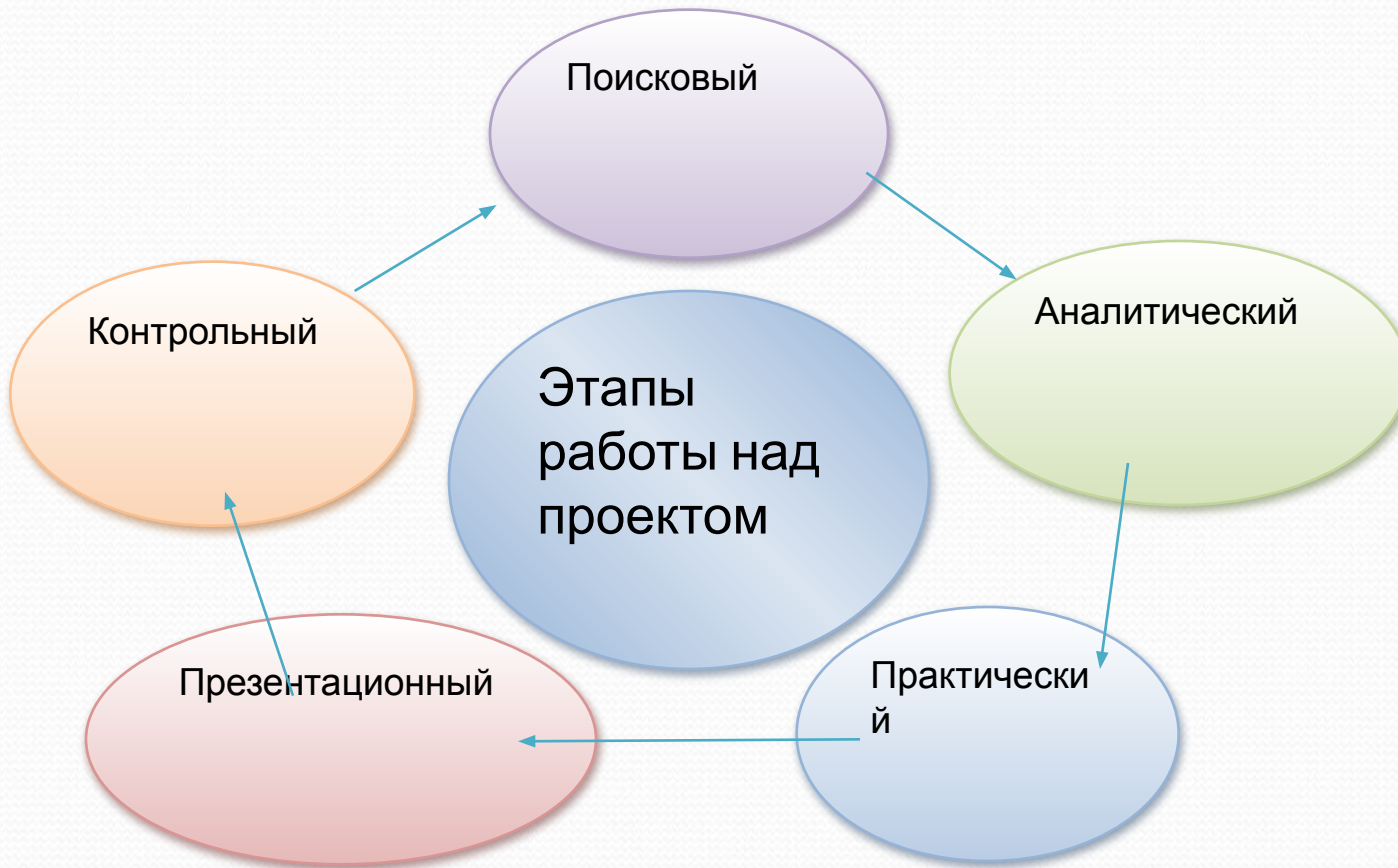 Поисковый
Аналитический
Контрольный
Этапы
работы над
проектом
Практически
й
Презентационный